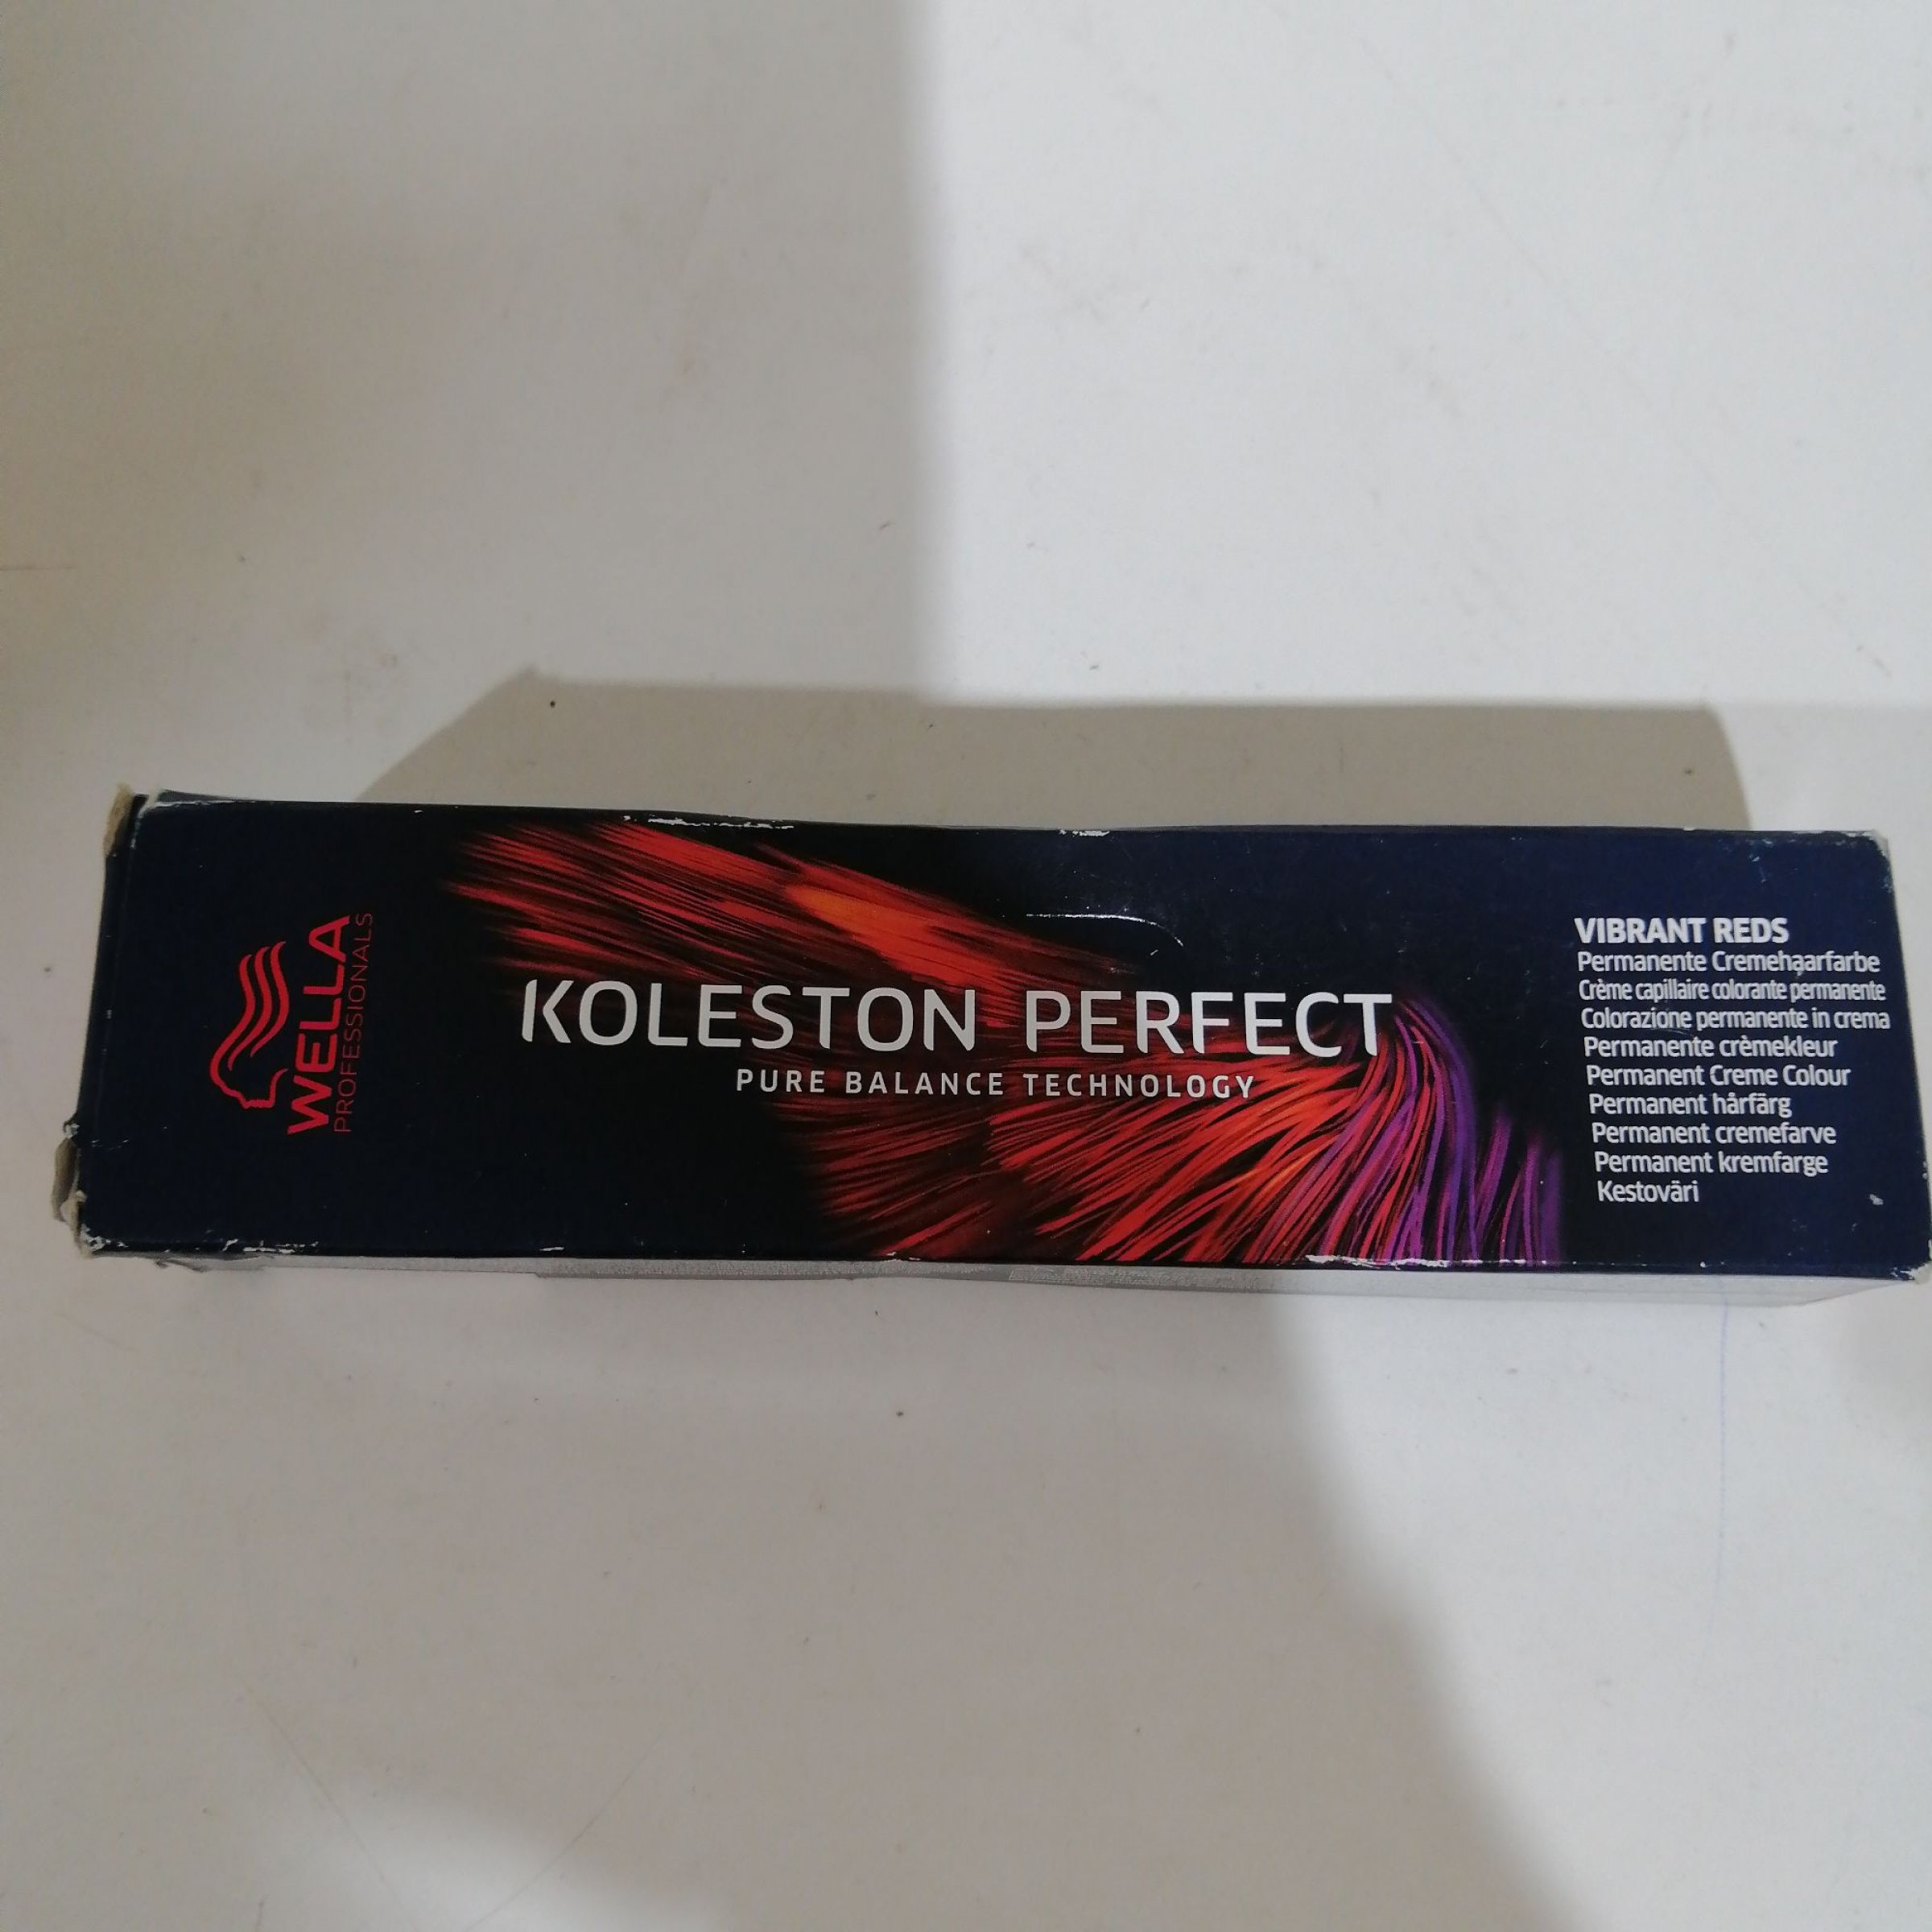 WELLA
PROFESSIONALS
KOLESTON PERFECT
PURE BALANCE TECHNOLOGY
VIBRANT REDS
Permanente Cremehaarfarbe
Crème capillaire colorante permanente
Colorazione permanente in crema
Permanente crèmekleur
Permanent Creme Colour
Permanent hårfärg
Permanent cremefarve
Permanent kremfarge
Kestoväri